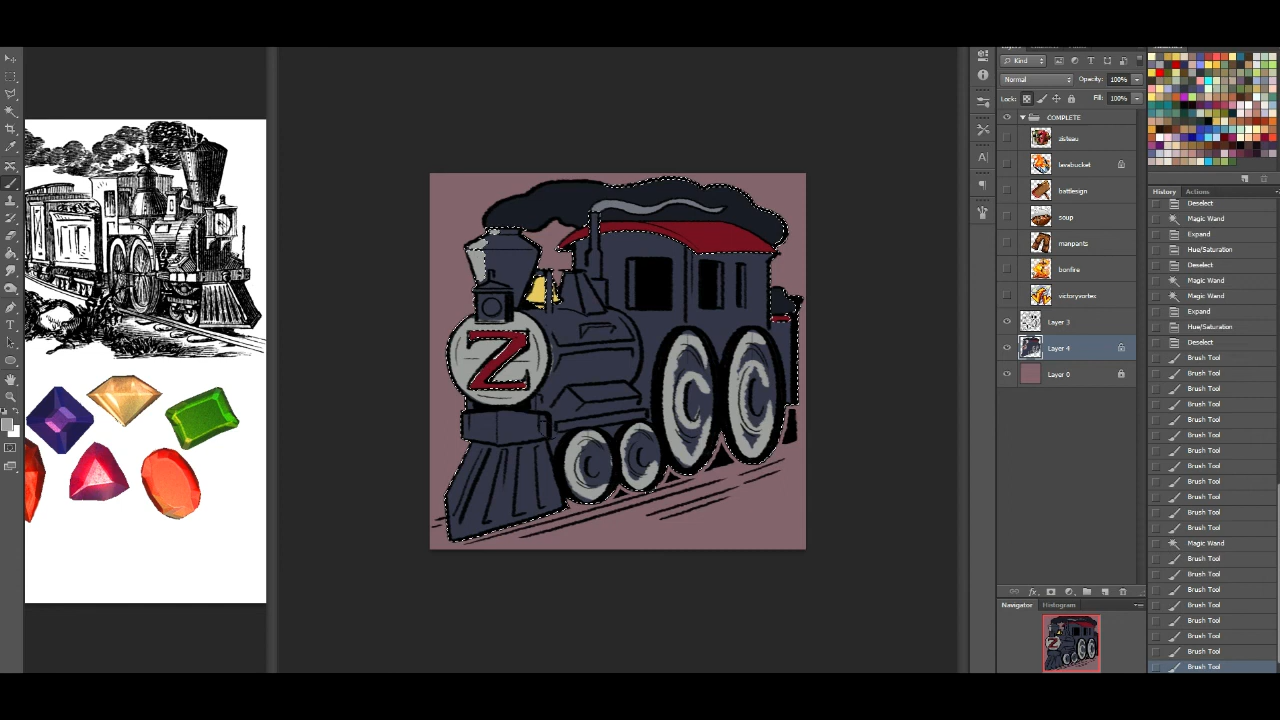 Kind
Normal
Opacity: 100%
Lock:
Fill: 100%
COMPLETE
zisteau
lavabucket
battlesign
soup
manpants
bonfire
victoryvortex
Layer 3
Layer 4
Layer 0
Navigator Histogram
Z
History Actions
Deselect
Magic Wand
Expand
Hue/Saturation
Deselect
Magic Wand
Magic Wand
Expand
Hue/Saturation
Deselect
Brush Tool
Brush Tool
Brush Tool
Brush Tool
Brush Tool
Brush Tool
Brush Tool
Brush Tool
Brush Tool
Brush Tool
Brush Tool
Brush Tool
Magic Wand
Brush Tool
Brush Tool
Brush Tool
Brush Tool
Brush Tool
Brush Tool
Brush Tool
Brush Tool